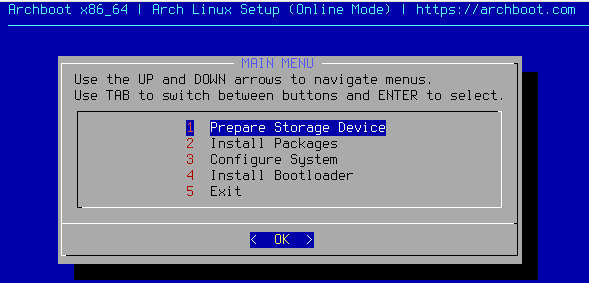 Archboot x86_64 | Arch Linux Setup (Online Mode) | https://archboot.com
MAIN MENU
Use the UP and DOWN arrows to navigate menus.
Use TAB to switch between buttons and ENTER to select.
1 Prepare Storage Device
2 Install Packages
3 Configure System
4 Install Bootloader
5 Exit
< OK >